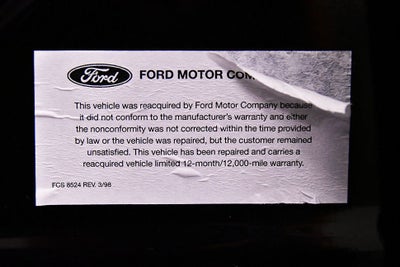 Ford FORD MOTOR COM
This vehicle was reacquired by Ford Motor Company because
it did not conform to the manufacturer's warranty and either
the nonconformity was not corrected within the time provided
by law or the vehicle was repaired, but the customer remained
unsatisfied. This vehicle has been repaired and carries a
reacquired vehicle limited 12-month/12,000-mile warranty.
FCS 8524 REV. 3/98